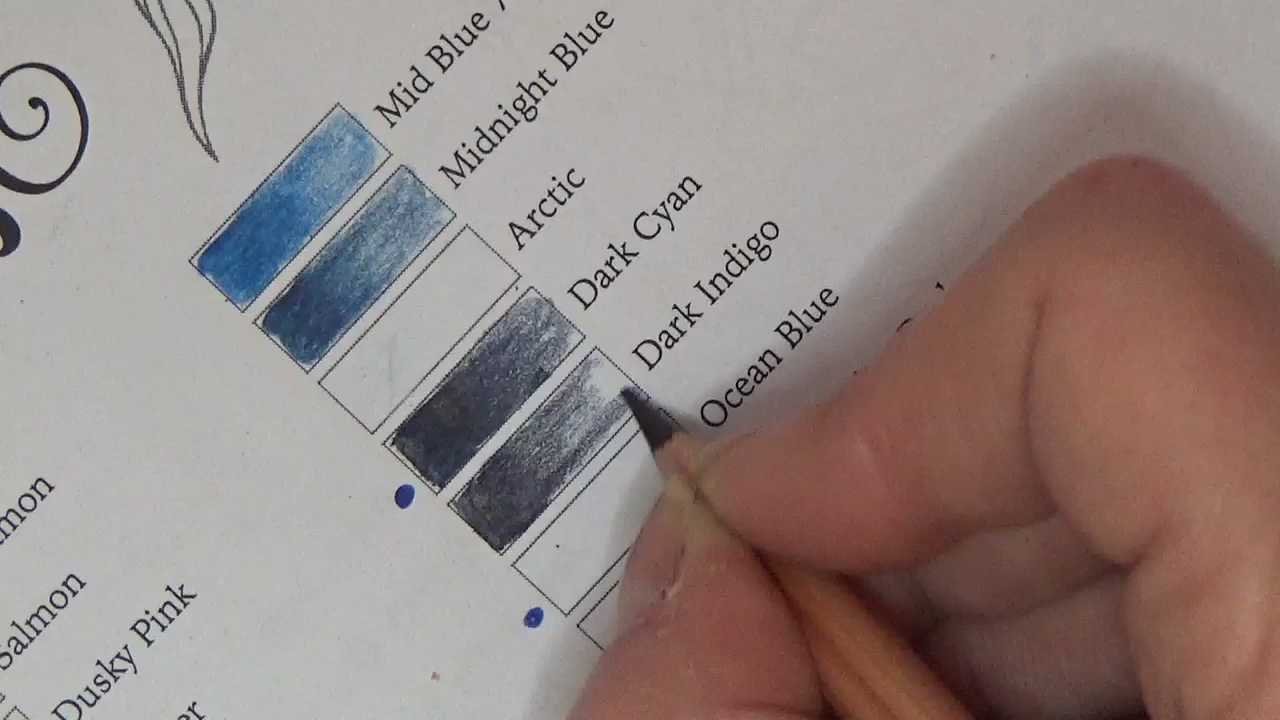 Mid Blue
Midnight Blue
Arctic
Dark Cyan
Dark Indigo
Ocean Blue
Salmon
Dusky Pink